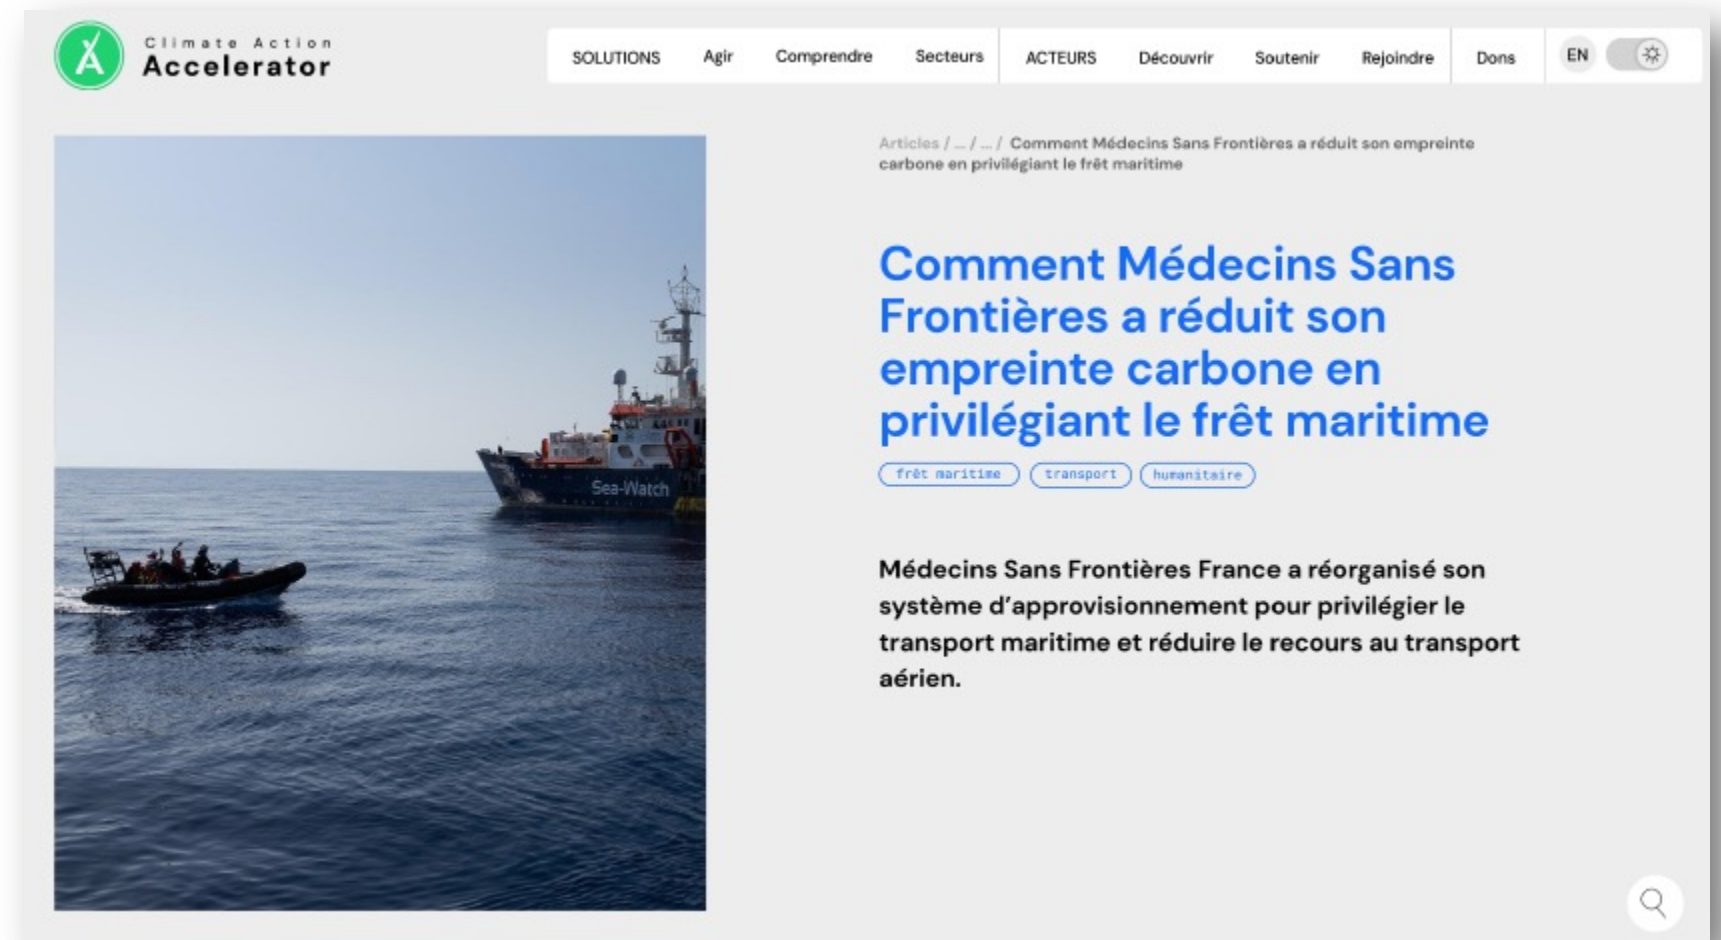 Climate Action
Accelerator
SOLUTIONS Agir Comprendre Secteurs ACTEURS Découvrir Soutenir Rejoindre Dons EN
Articles / ... / ... / Comment Médecins Sans Frontières a réduit son empreinte
carbone en privilégiant le frêt maritime
Comment Médecins Sans
Frontières a réduit son
empreinte carbone en
privilégiant le frêt maritime
frêt maritime transport humanitaire
Médecins Sans Frontières France a réorganisé son
système d’approvisionnement pour privilégier le
transport maritime et réduire le recours au transport
aérien.
Sea-Watch